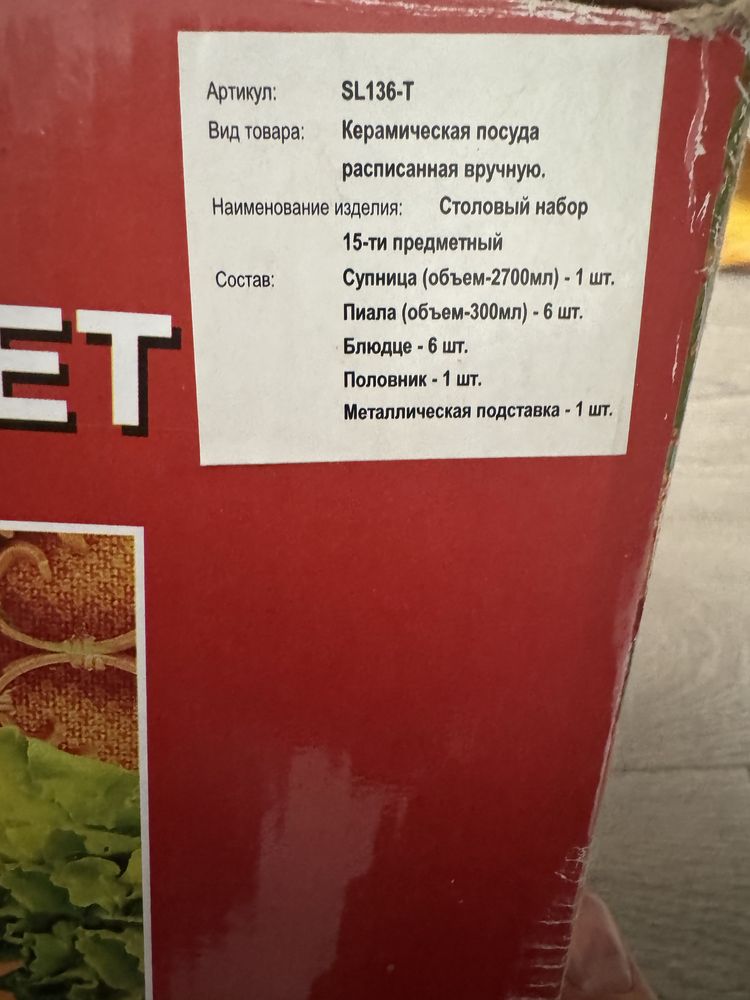 Артикул: SL136-T
Вид товара: Керамическая посуда
расписанная вручную.
Наименование изделия: Столовый набор
15-ти предметный
Состав: Супница (объем-2700мл) - 1 шт.
Пиала (объем-300мл) - 6 шт.
Блюдце - 6 шт.
Половник - 1 шт.
Металлическая подставка - 1 шт.
ET